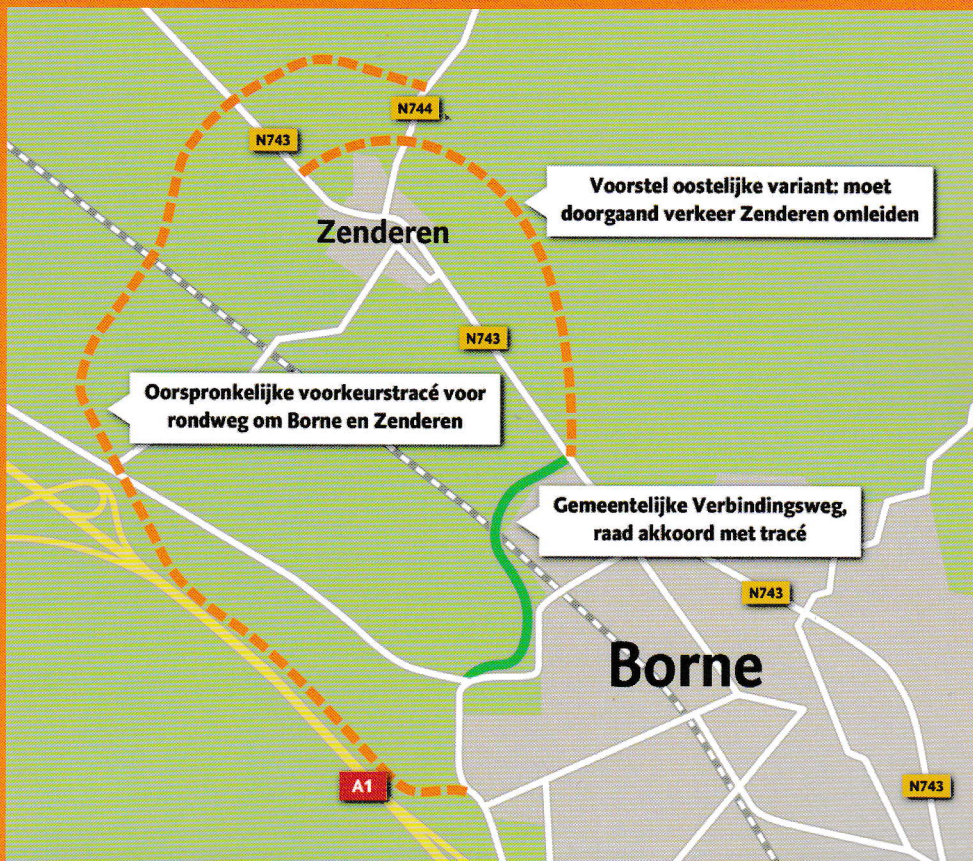 N744
N743
Voorstel oostelijke variant: moet
doorgaand verkeer Zenderen omleiden
Zenderen
N743
Oorspronkelijke voorkeurstracé voor
rondweg om Borne en Zenderen
Gemeentelijke Verbindingsweg,
raad akkoord met tracé
N743
Borne
A1
N743